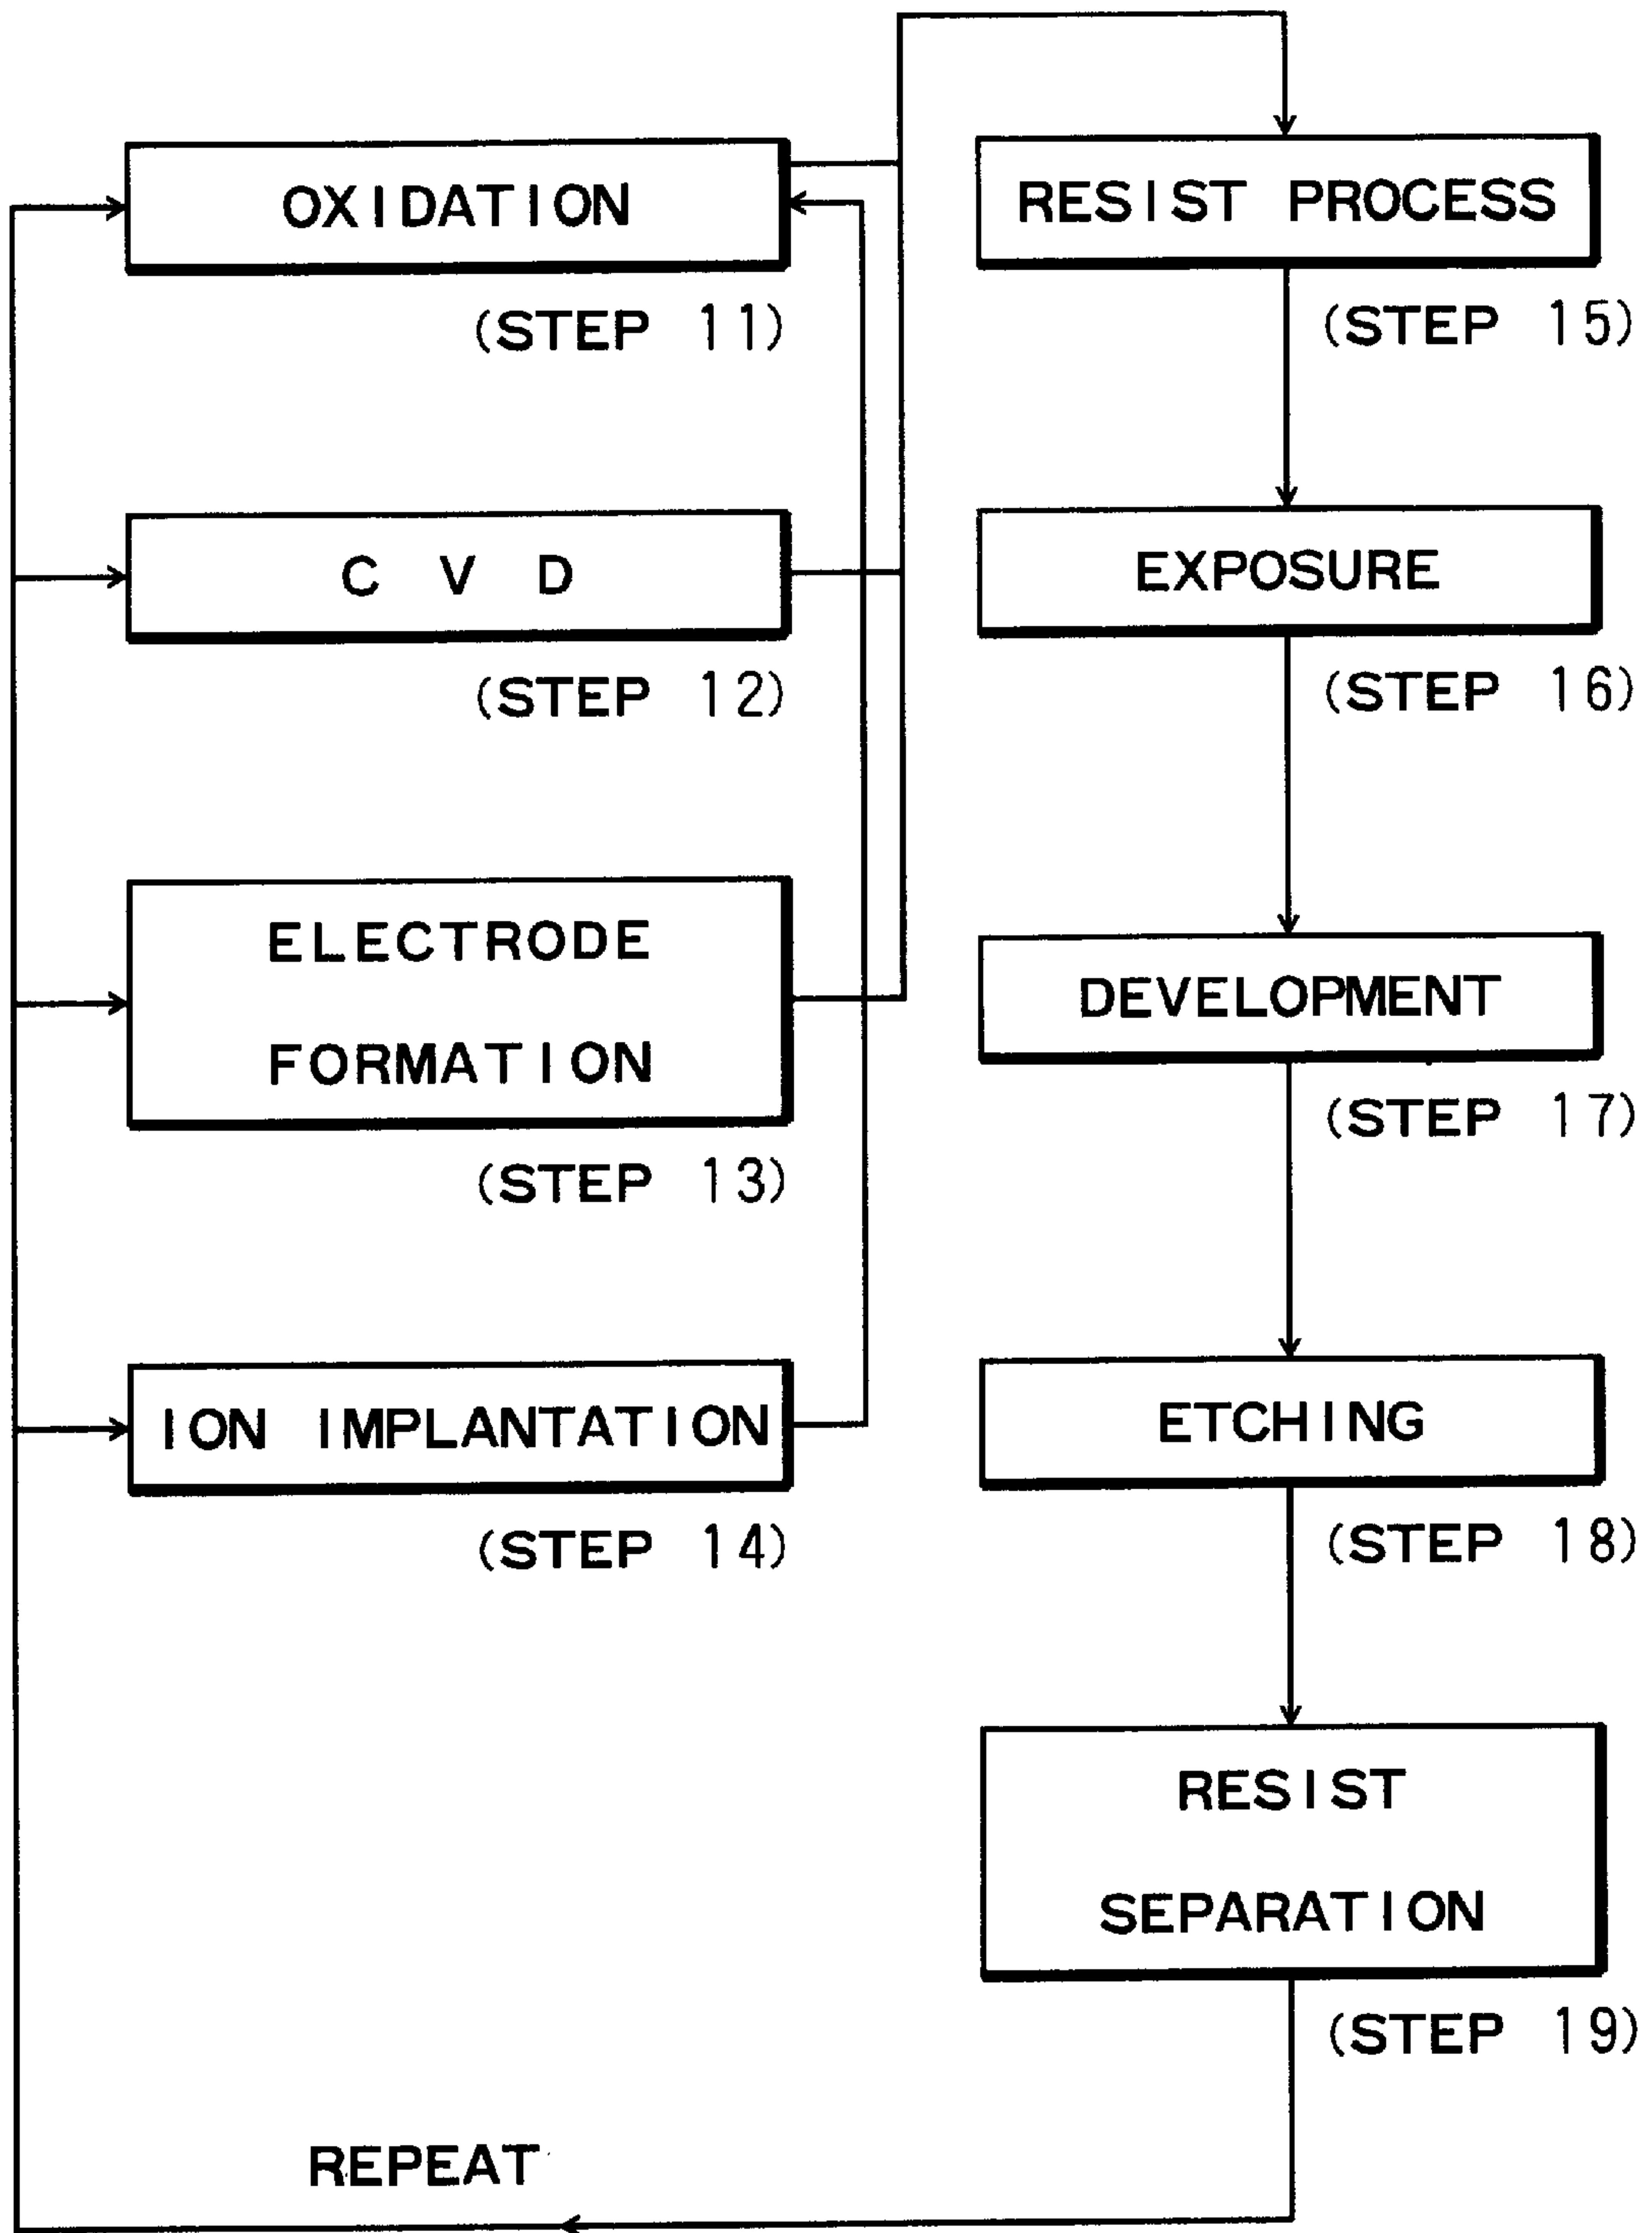 OXIDATION
(STEP 11)
CVD
(STEP 12)
ELECTRODE
FORMATION
(STEP 13)
ION IMPLANTATION
(STEP 14)
RESIST PROCESS
(STEP 15)
EXPOSURE
(STEP 16)
DEVELOPMENT
(STEP 17)
ETCHING
(STEP 18)
RESIST
SEPARATION
(STEP 19)
REPEAT